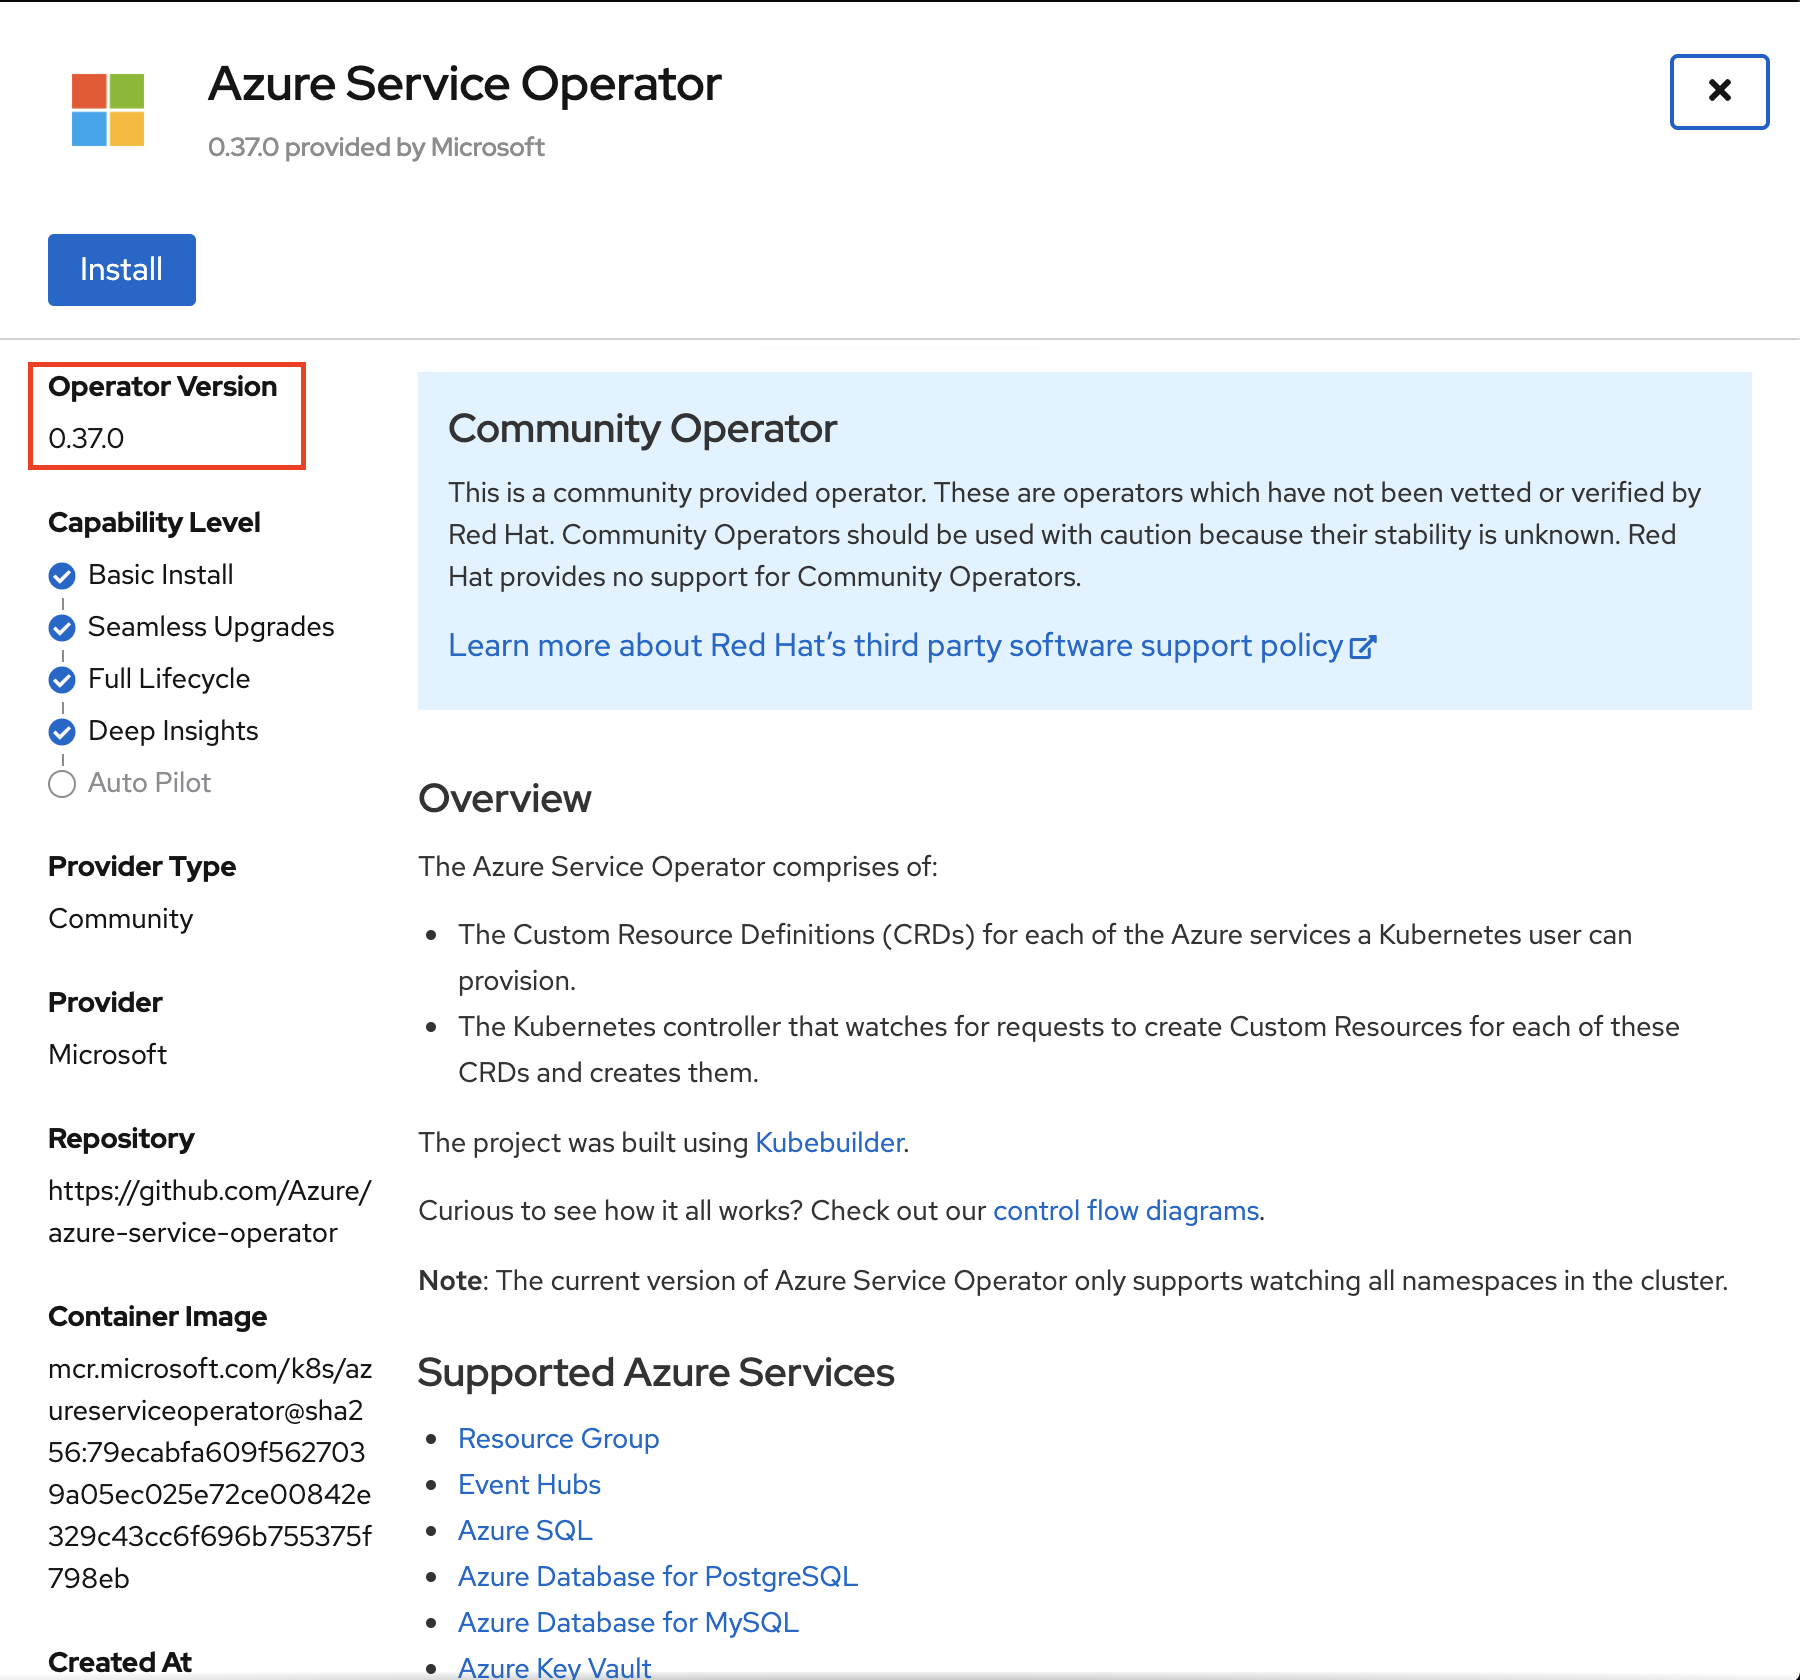 Azure Service Operator
0.37.0 provided by Microsoft
Install
Operator Version
0.37.0
Capability Level
Basic Install
Seamless Upgrades
Full Lifecycle
Deep Insights
Auto Pilot
Provider Type
Community
Provider
Microsoft
Repository
https://github.com/Azure/
azure-service-operator
Container Image
mcr.microsoft.com/k8s/az
ureserviceoperator@sha2
56:79ecabfa609f562703
9a05ec025e72ce00842e
329c43cc6f696b755375f
798eb
Created At
Community Operator
This is a community provided operator. These are operators which have not been vetted or verified by
Red Hat. Community Operators should be used with caution because their stability is unknown. Red
Hat provides no support for Community Operators.
Learn more about Red Hat’s third party software support policy
Overview
The Azure Service Operator comprises of:
• The Custom Resource Definitions (CRDs) for each of the Azure services a Kubernetes user can
provision.
• The Kubernetes controller that watches for requests to create Custom Resources for each of these
CRDs and creates them.
The project was built using Kubebuilder.
Curious to see how it all works? Check out our control flow diagrams.
Note: The current version of Azure Service Operator only supports watching all namespaces in the cluster.
Supported Azure Services
• Resource Group
• Event Hubs
• Azure SQL
• Azure Database for PostgreSQL
• Azure Database for MySQL
• Azure Key Vault